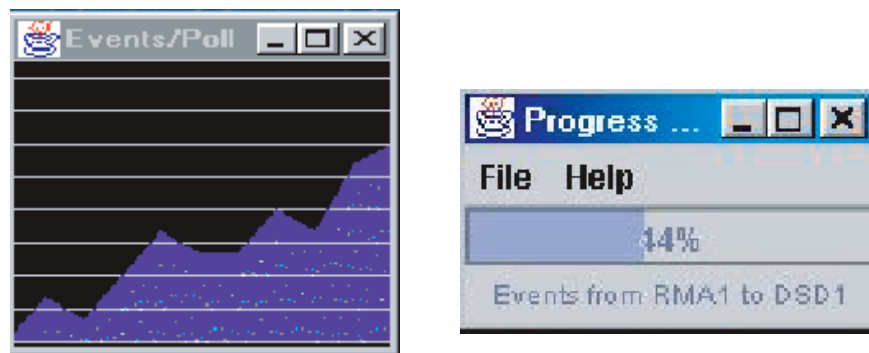 Events/Poll
Progress ...
File Help
44%
Events from RMA1 to DSD1